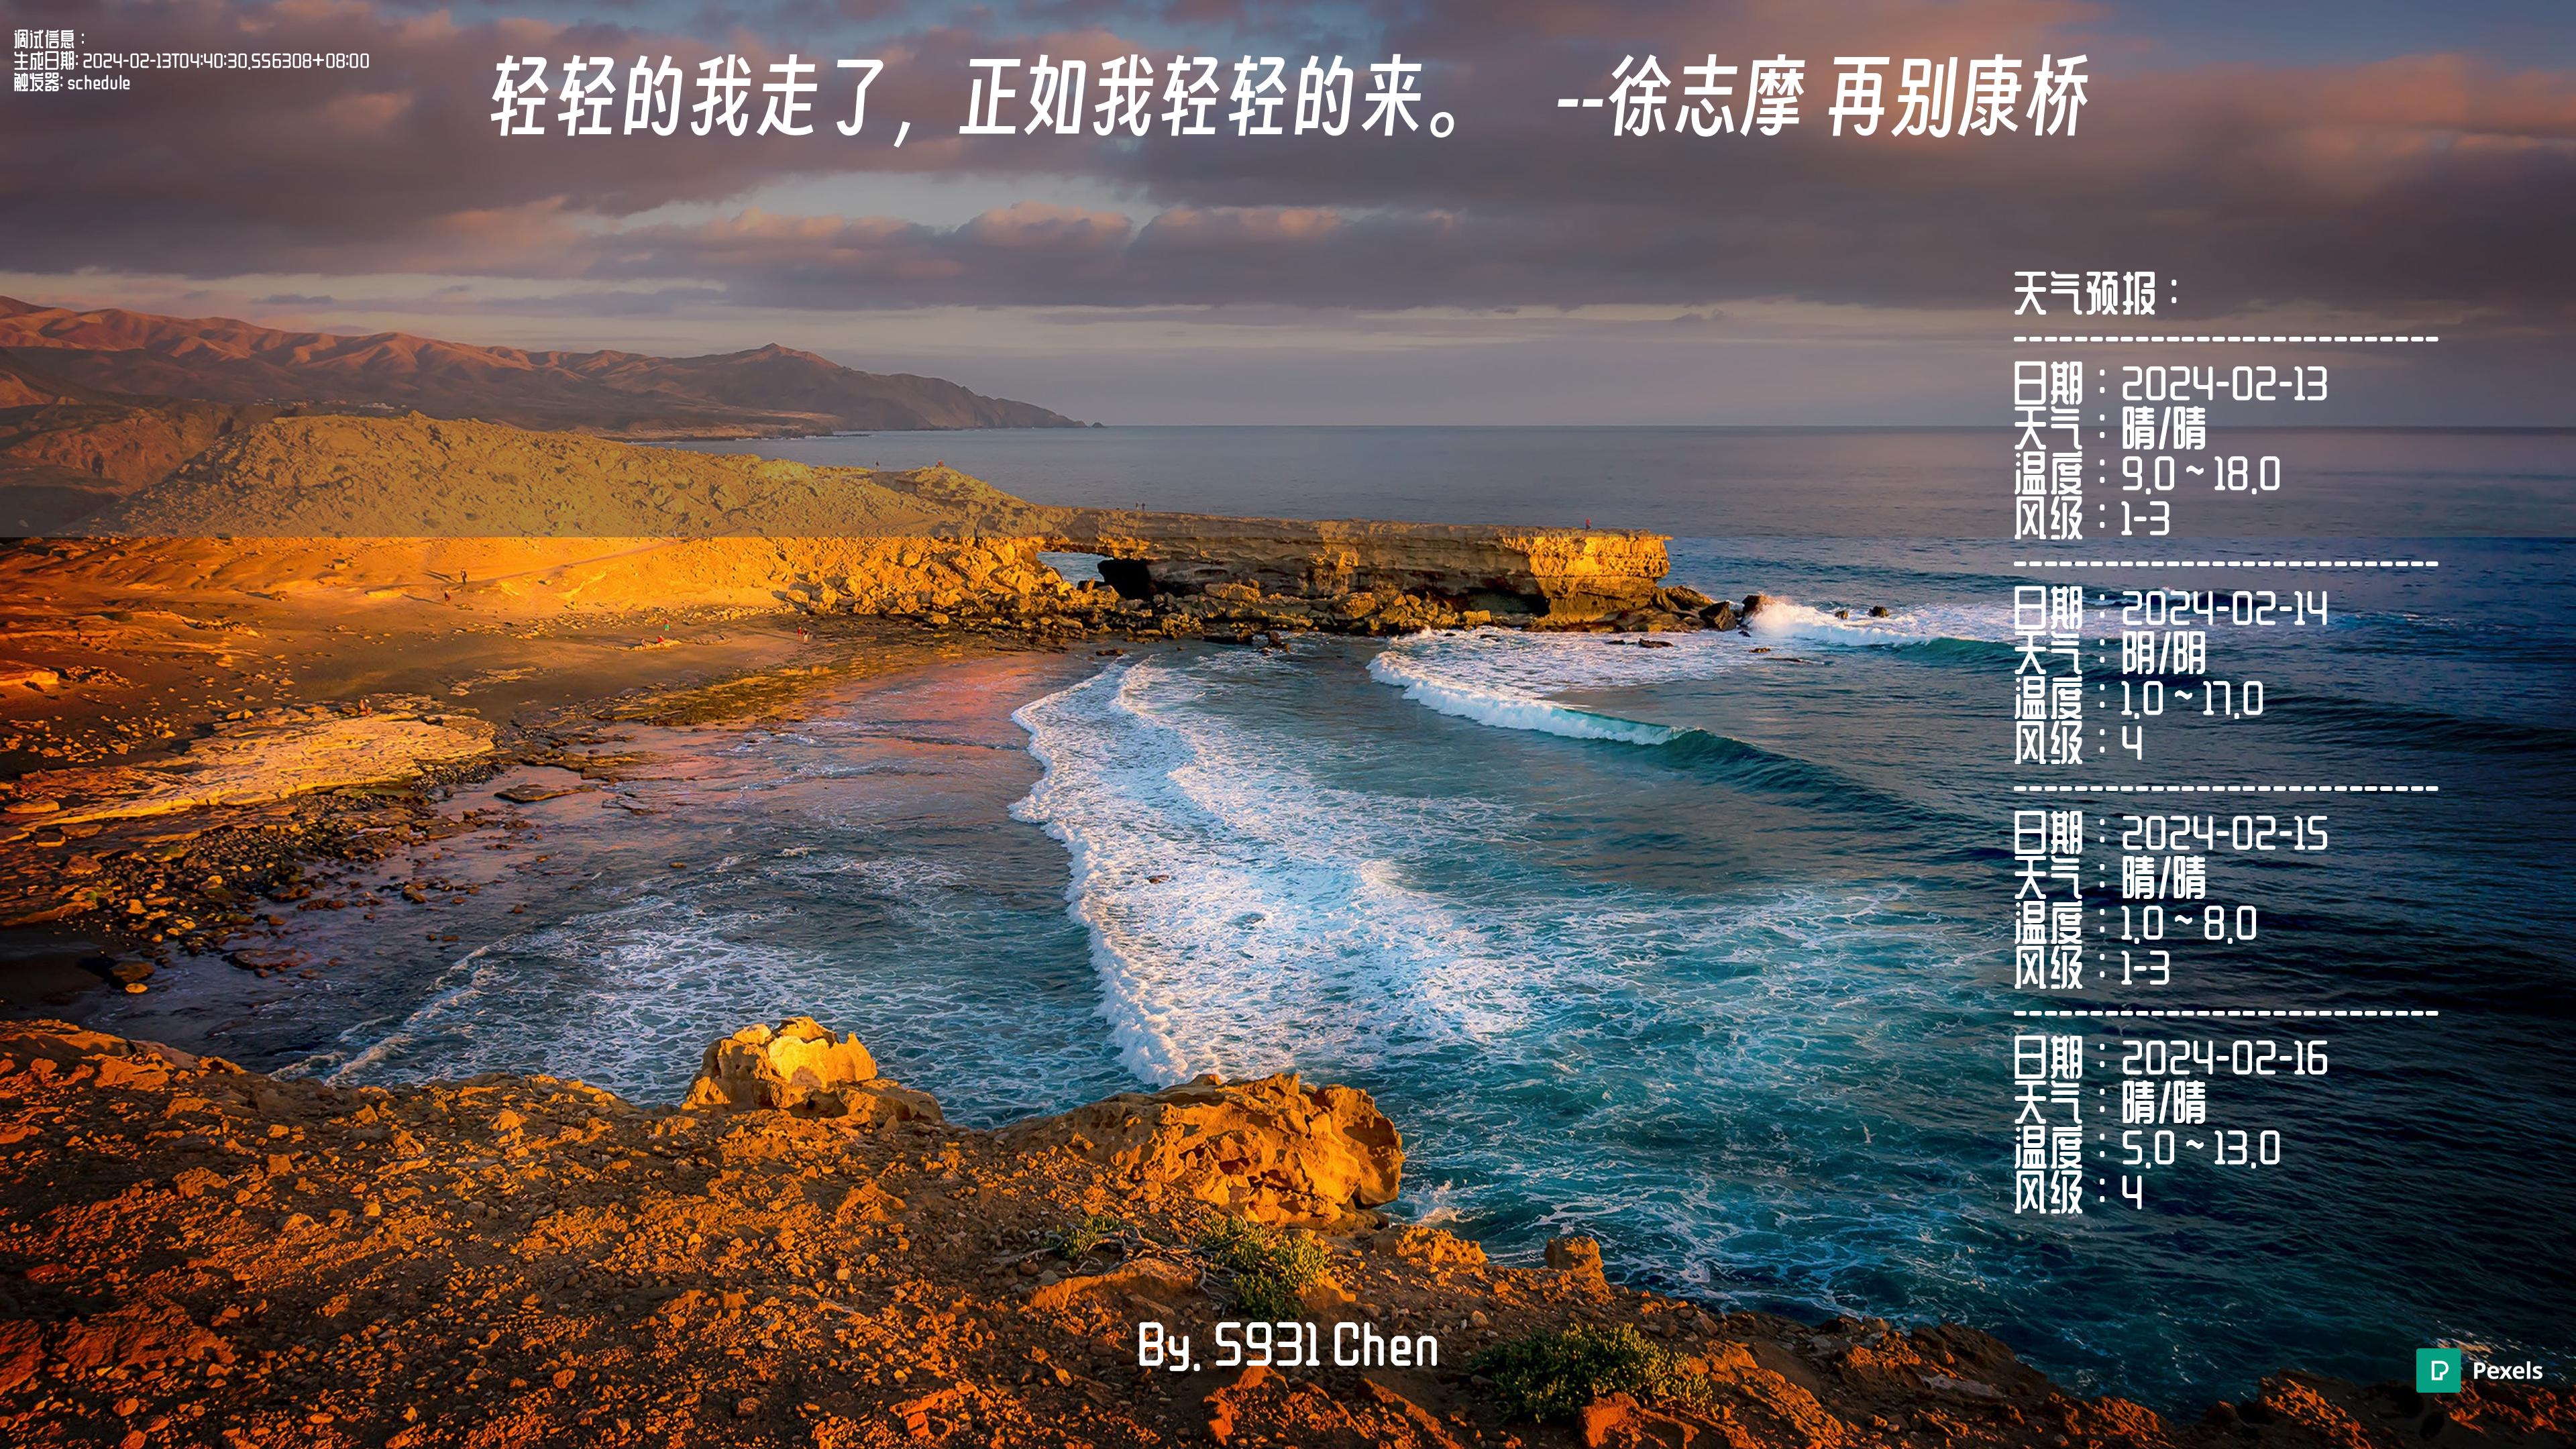 调试信息：
生成日期: 2024-02-13T04:40:30.556308+08:00
触发器: schedule
轻轻的我走了，正如我轻轻的来。 --徐志摩 再别康桥
天气预报：
----------------------------
日期：2024-02-13
天气：晴/晴
温度：9.0 ~ 18.0
风级：1-3
----------------------------
日期：2024-02-14
天气：阴/阴
温度：1.0 ~ 17.0
风级：4
----------------------------
日期：2024-02-15
天气：晴/晴
温度：1.0 ~ 8.0
风级：1-3
----------------------------
日期：2024-02-16
天气：晴/晴
温度：5.0 ~ 13.0
风级：4
By. S931 Chen
Pexels